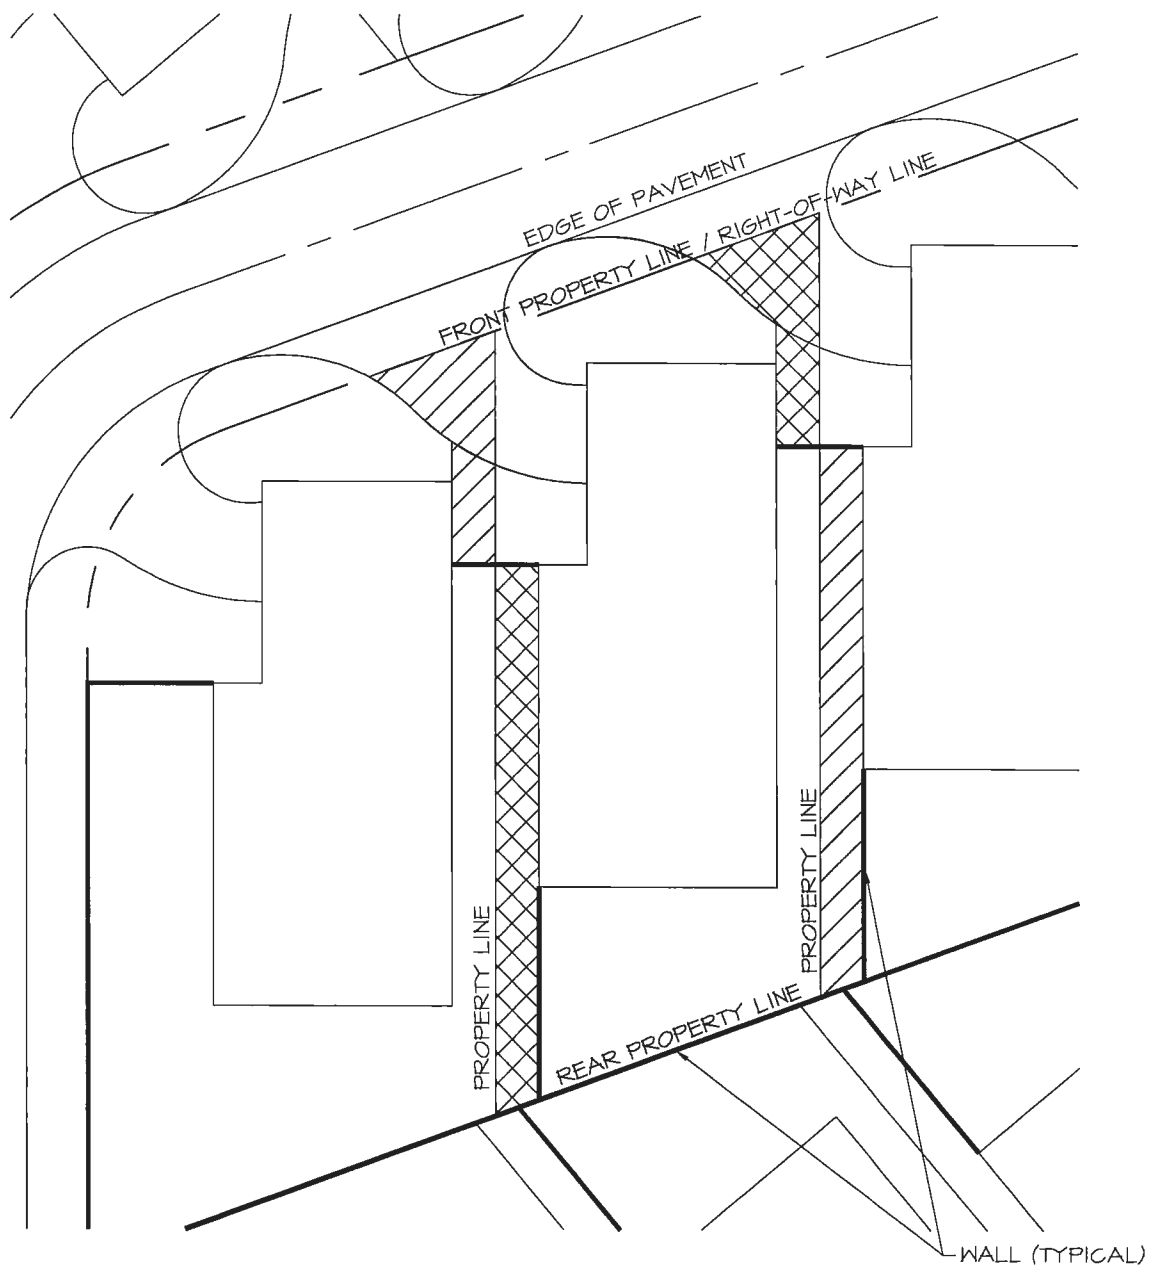 EDGE OF PAVEMENT
FRONT PROPERTY LINE / RIGHT-OF-WAY LINE
PROPERTY LINE
PROPERTY LINE
REAR PROPERTY LINE
WALL (TYPICAL)